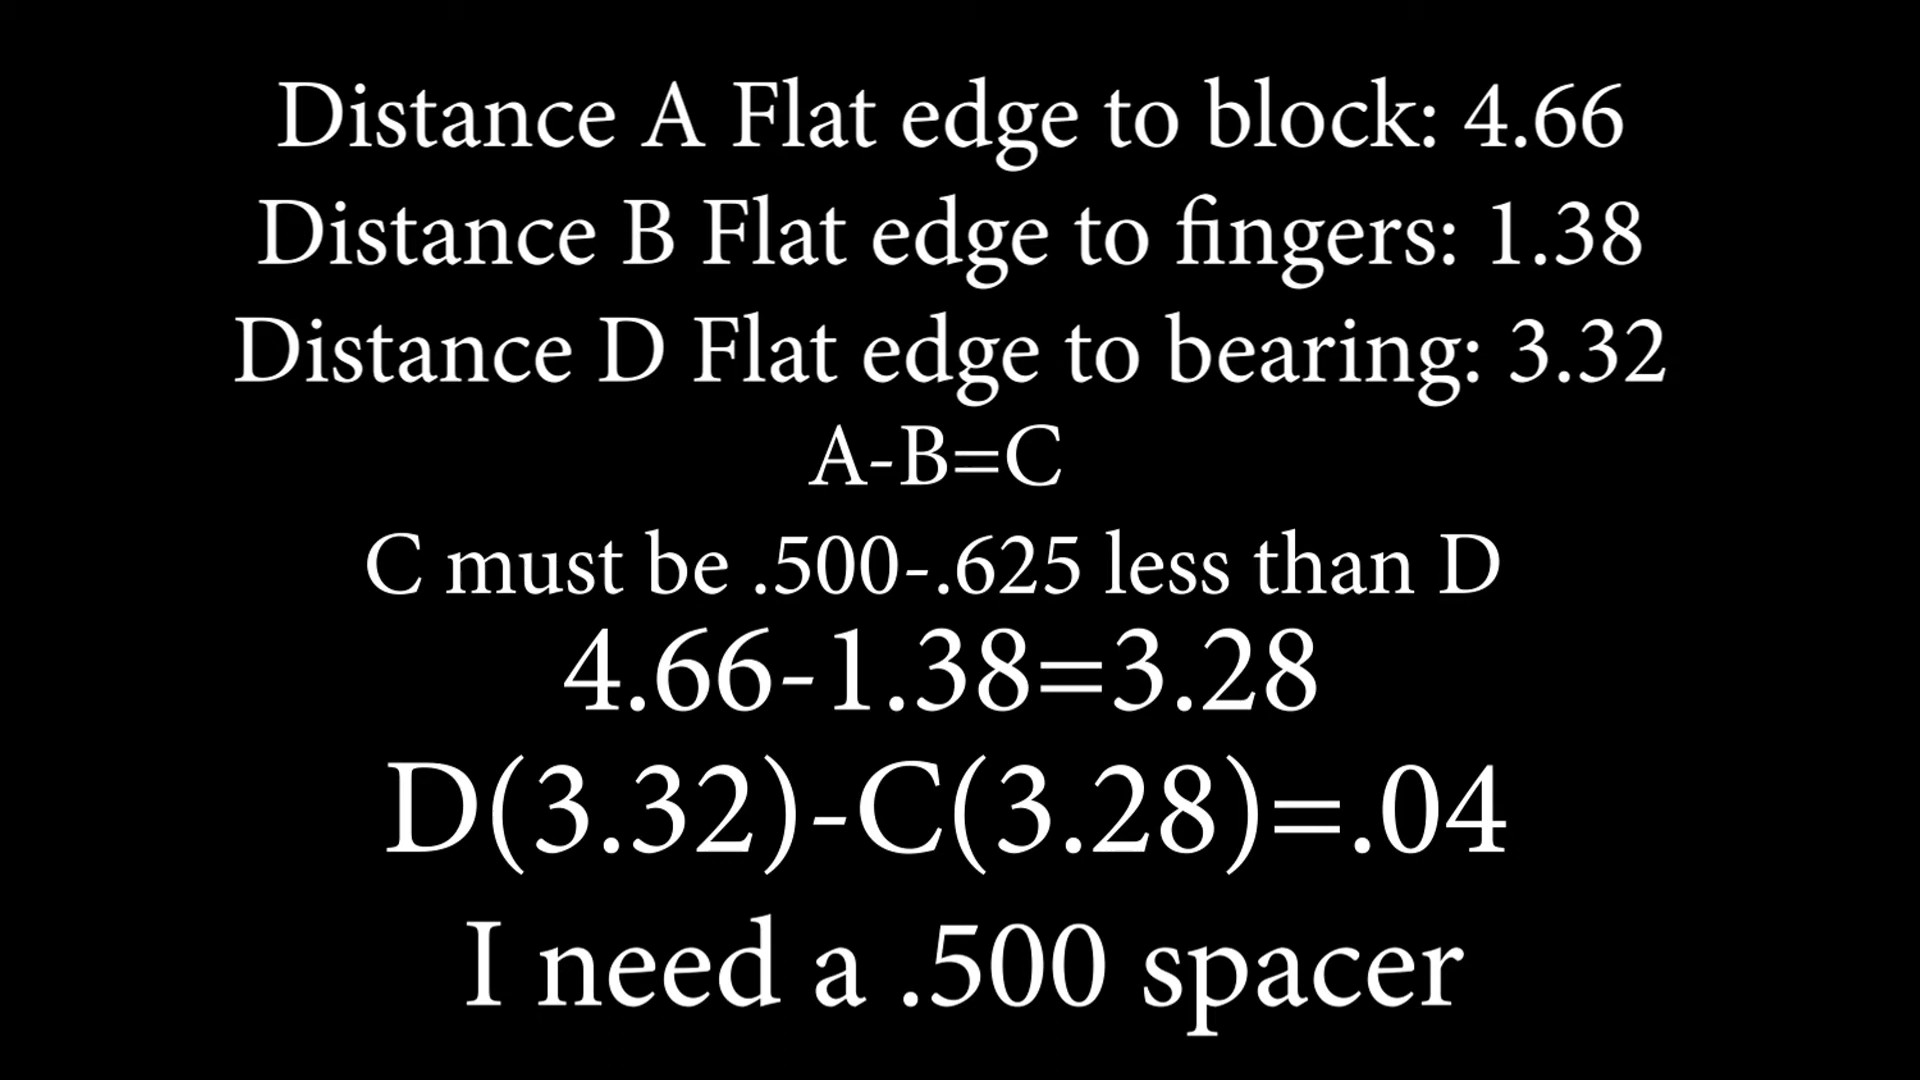 Distance A Flat edge to block: 4.66
Distance B Flat edge to fingers: 1.38
Distance D Flat edge to bearing: 3.32
A-B=C
C must be .500-.625 less than D
4.66-1.38=3.28
D(3.32)-C(3.28)=.04
I need a .500 spacer